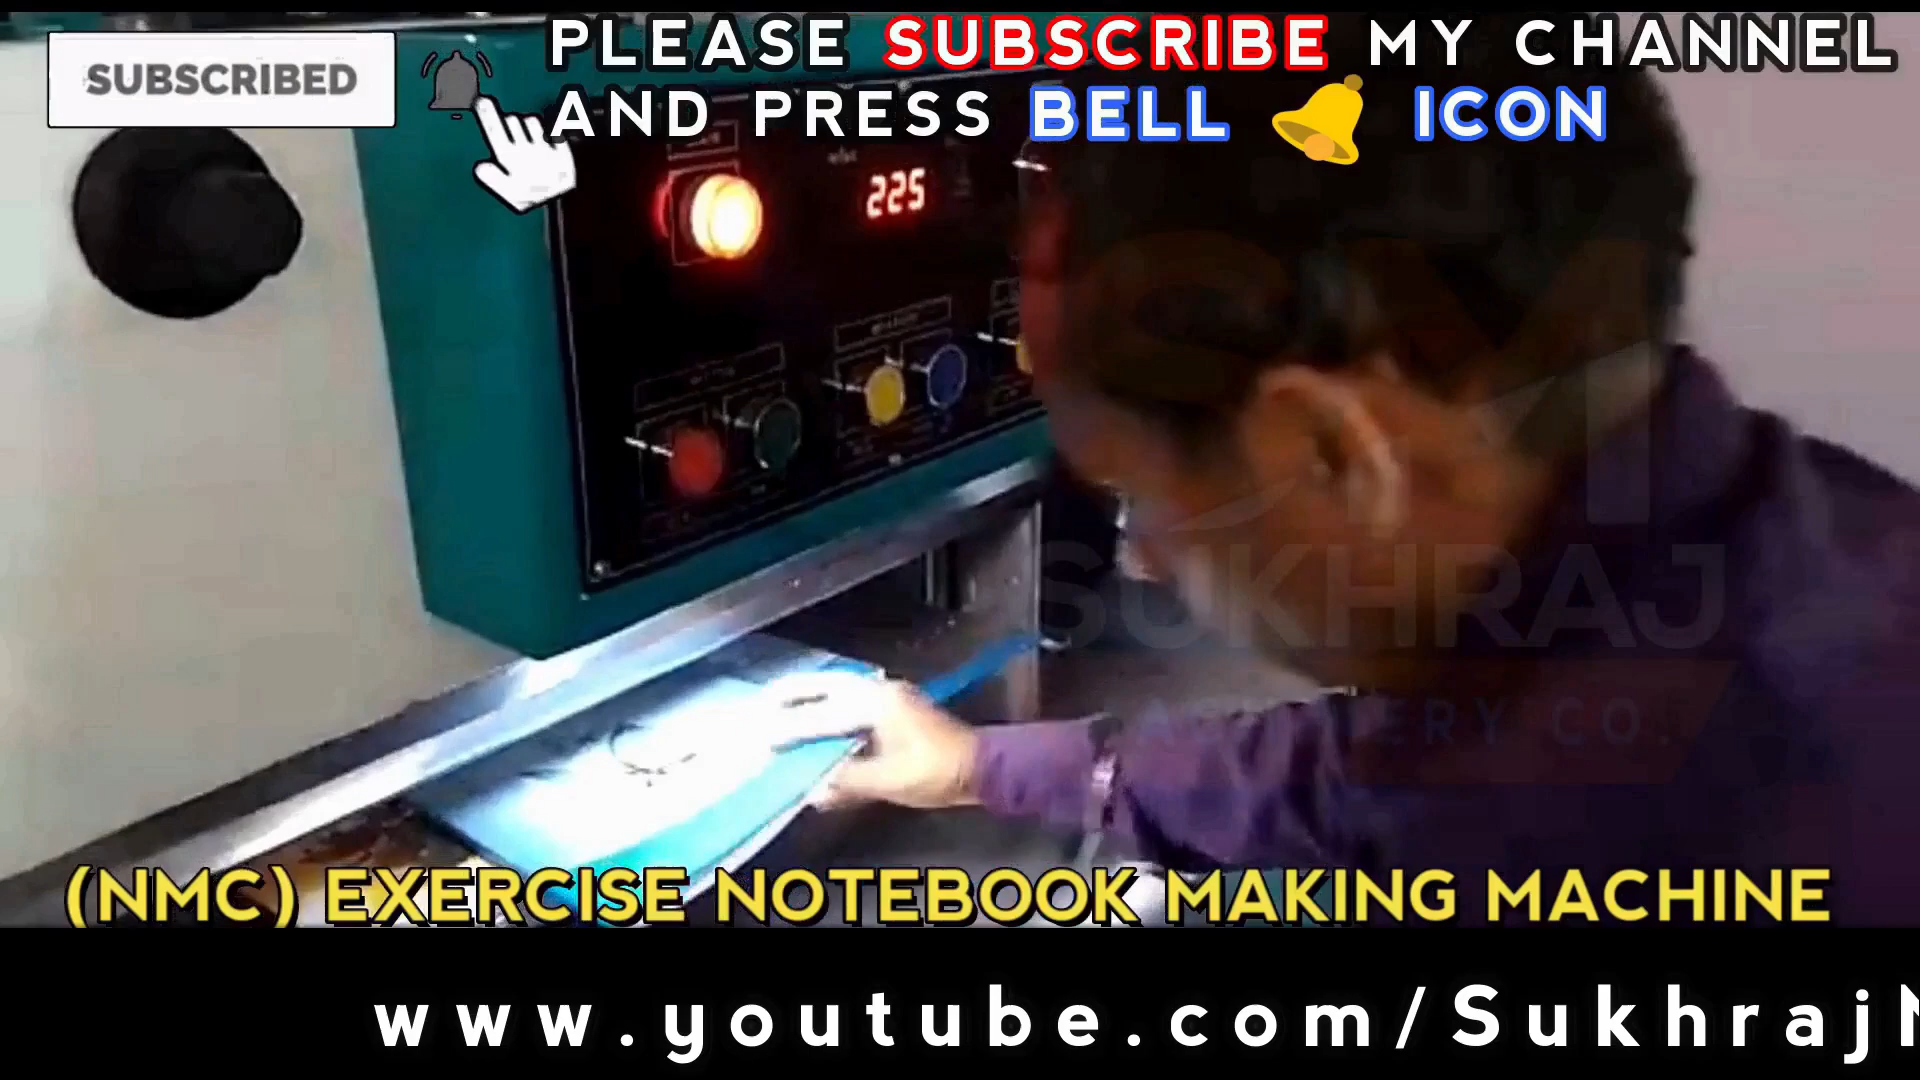 PLEASE SUBSCRIBE MY CHANNEL
SUBSCRIBED
AND PRESS BELL ICON
225
SUKHRAJ
(NMC) EXERCISE NOTEBOOK MAKING MACHINE
www.youtube.com/Sukhraj